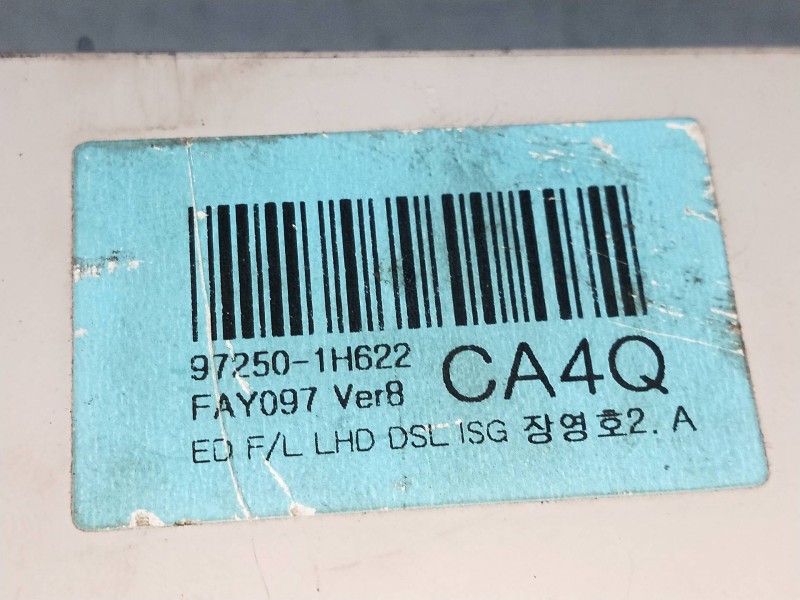 97250-1H622
CA4Q
FAY097 Ver8
ED F/L LHD DSL ISG 장영호2. A